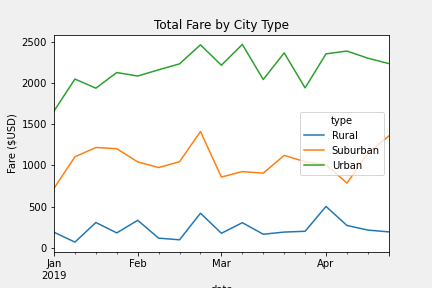 Total Fare by City Type
Fare ($USD)
2500
2000
1500
1000
500
0
type
Rural
Suburban
Urban
Jan
2019
Feb
Mar
Apr